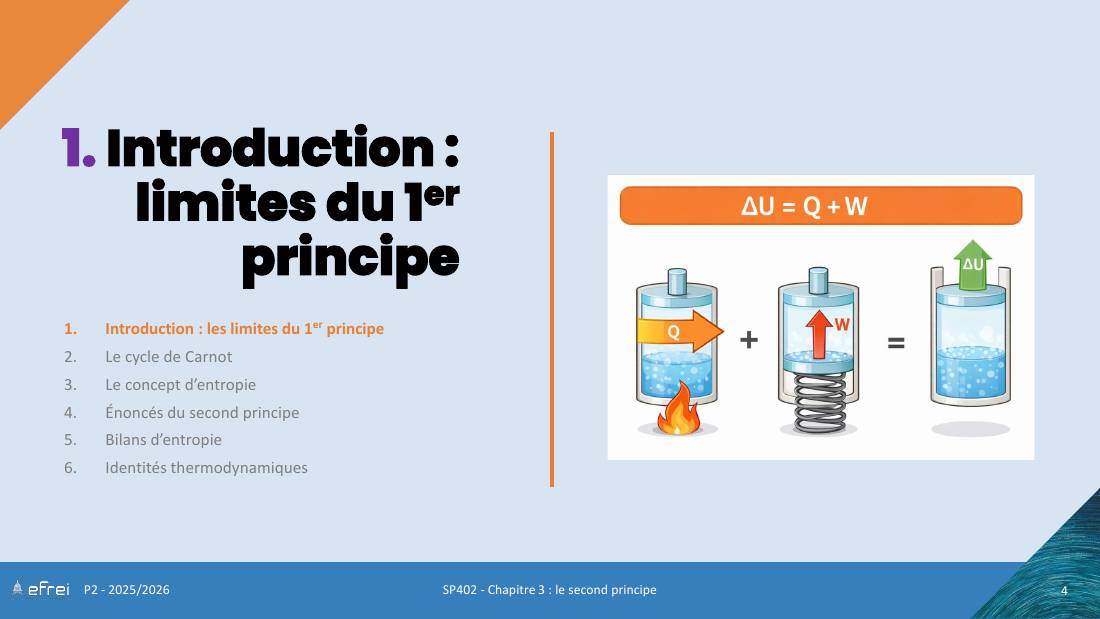 1. Introduction :
limites du 1er
principe
1. Introduction : les limites du 1er principe
2. Le cycle de Carnot
3. Le concept d’entropie
4. Énoncés du second principe
5. Bilans d’entropie
6. Identités thermodynamiques
ΔU = Q + W
Q
+
W
=
ΔU
efrei P2 - 2025/2026
SP402 - Chapitre 3 : le second principe
4